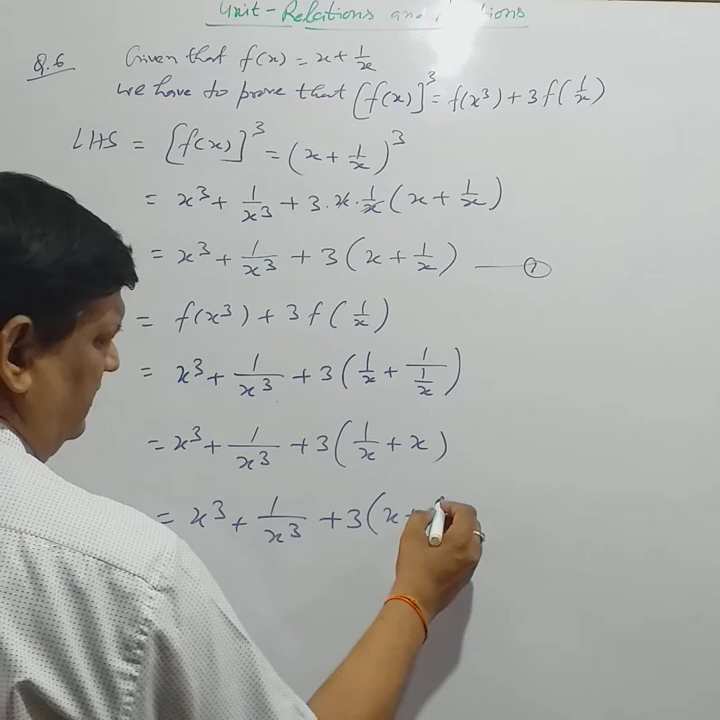 Unit - Relations and
Q.6 Given that f(x) = x + 1/x
we have to prove that [f(x)]³ = f(x³) + 3f(1/x)
LHS = [f(x)]³ = (x + 1/x)³
= x³ + 1/x³ + 3.x.1/x (x + 1/x)
= x³ + 1/x³ + 3(x + 1/x) — ①
= f(x³) + 3f(1/x)
= x³ + 1/x³ + 3(1/x + 1/(1/x))
= x³ + 1/x³ + 3(1/x + x)
= x³ + 1/x³ + 3(x +